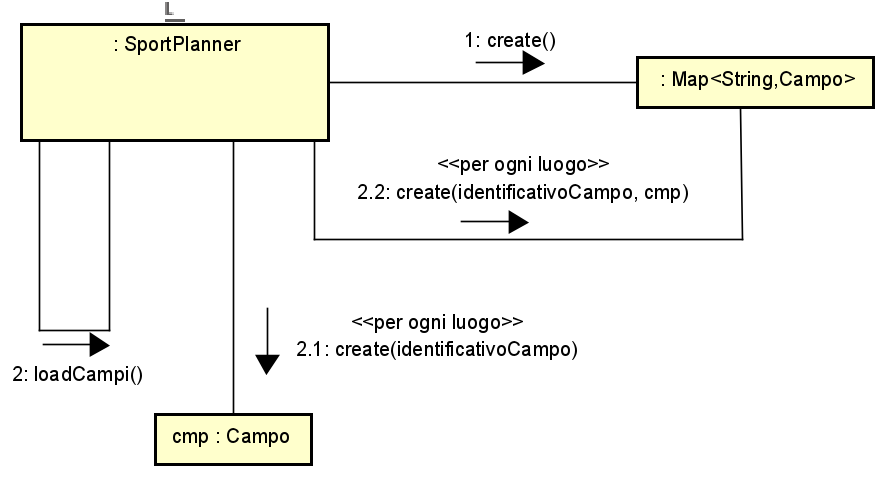 : SportPlanner
1: create()
: Map<String,Campo>
<<per ogni luogo>>
2.2: create(identificativoCampo, cmp)
<<per ogni luogo>>
2.1: create(identificativoCampo)
2: loadCampi()
cmp : Campo